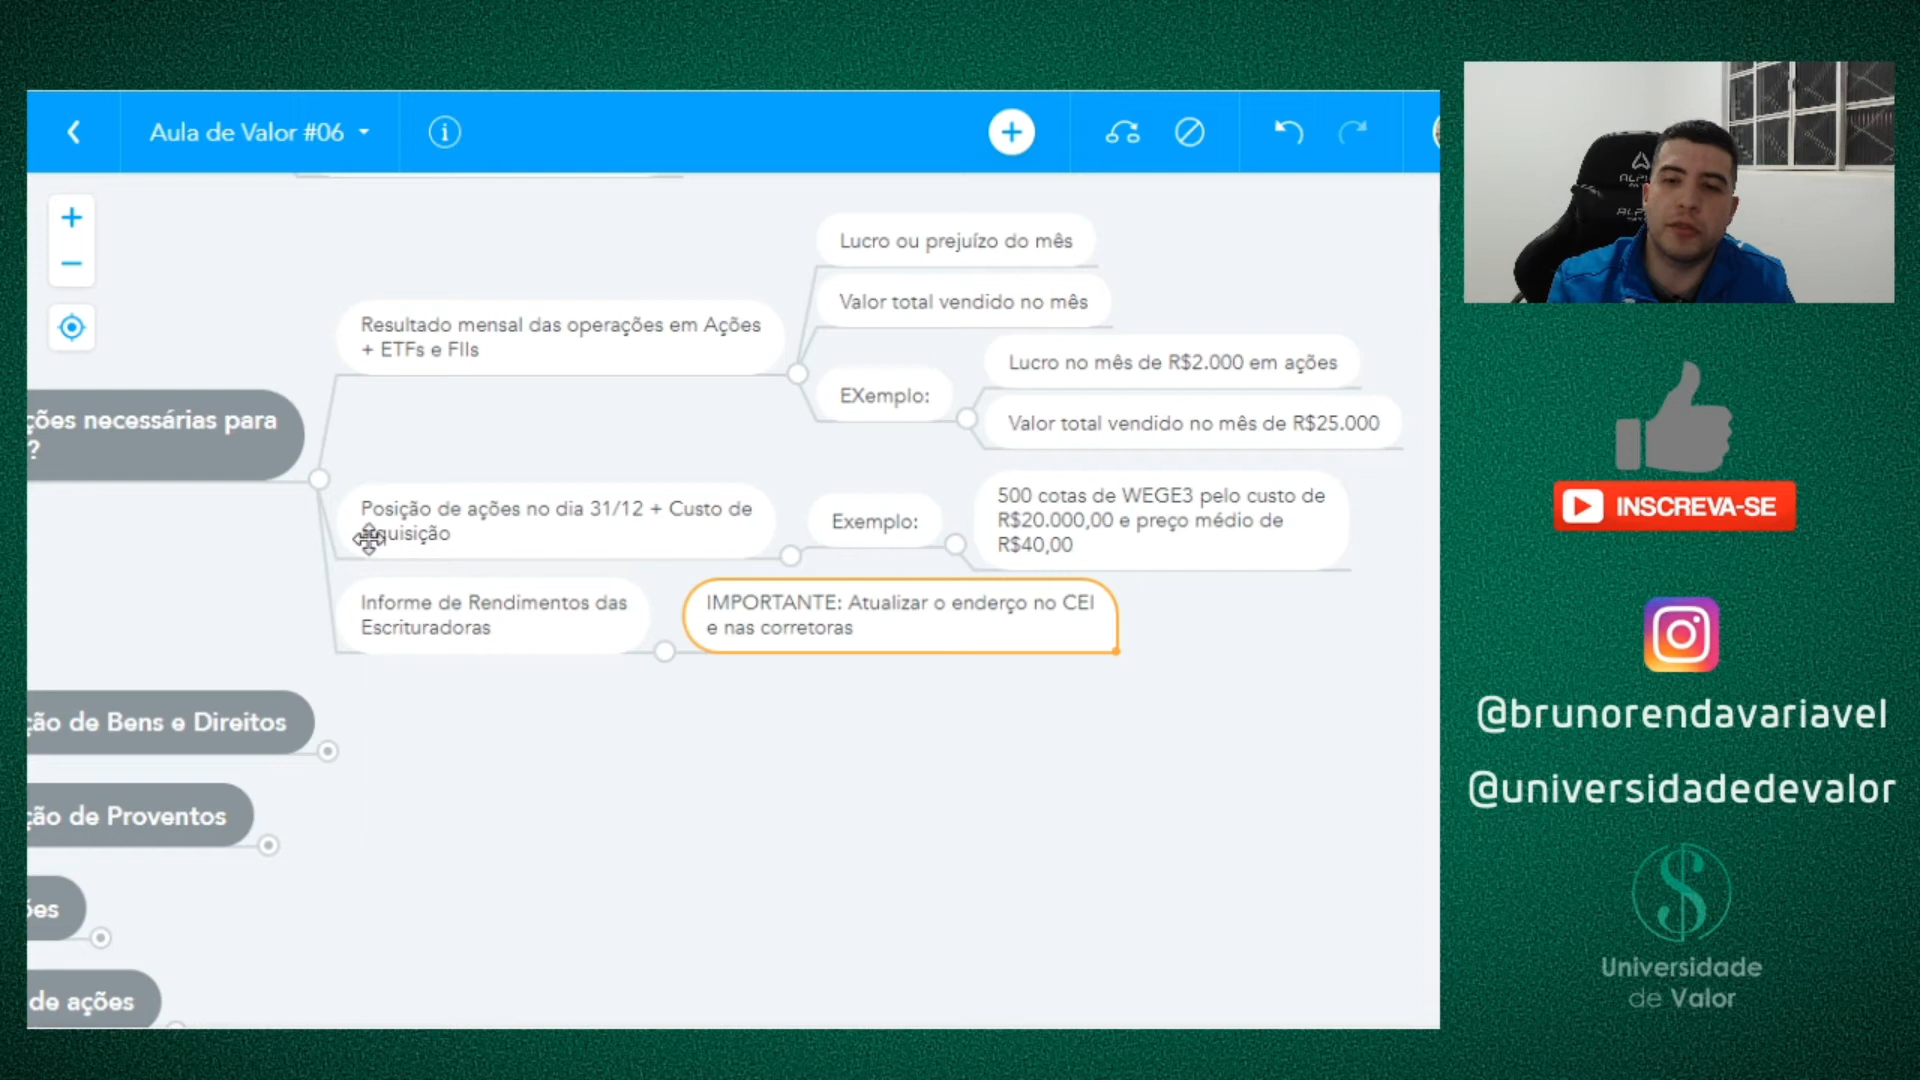 Aula de Valor #06
Lucro ou prejuízo do mês
Valor total vendido no mês
Resultado mensal das operações em Ações
+ ETFs e FIIs
Lucro no mês de R$2.000 em ações
EXemplo:
Valor total vendido no mês de R$25.000
ções necessárias para
?
Posição de ações no dia 31/12 + Custo de
quisição
Exemplo:
500 cotas de WEGE3 pelo custo de
R$20.000,00 e preço médio de
R$40,00
Informe de Rendimentos das
Escrituradoras
IMPORTANTE: Atualizar o enderço no CEI
e nas corretoras
ção de Bens e Direitos
ção de Proventos
ões
de ações
INSCREVA-SE
@brunorendavariavel
@universidadedevalor
Universidade
de Valor